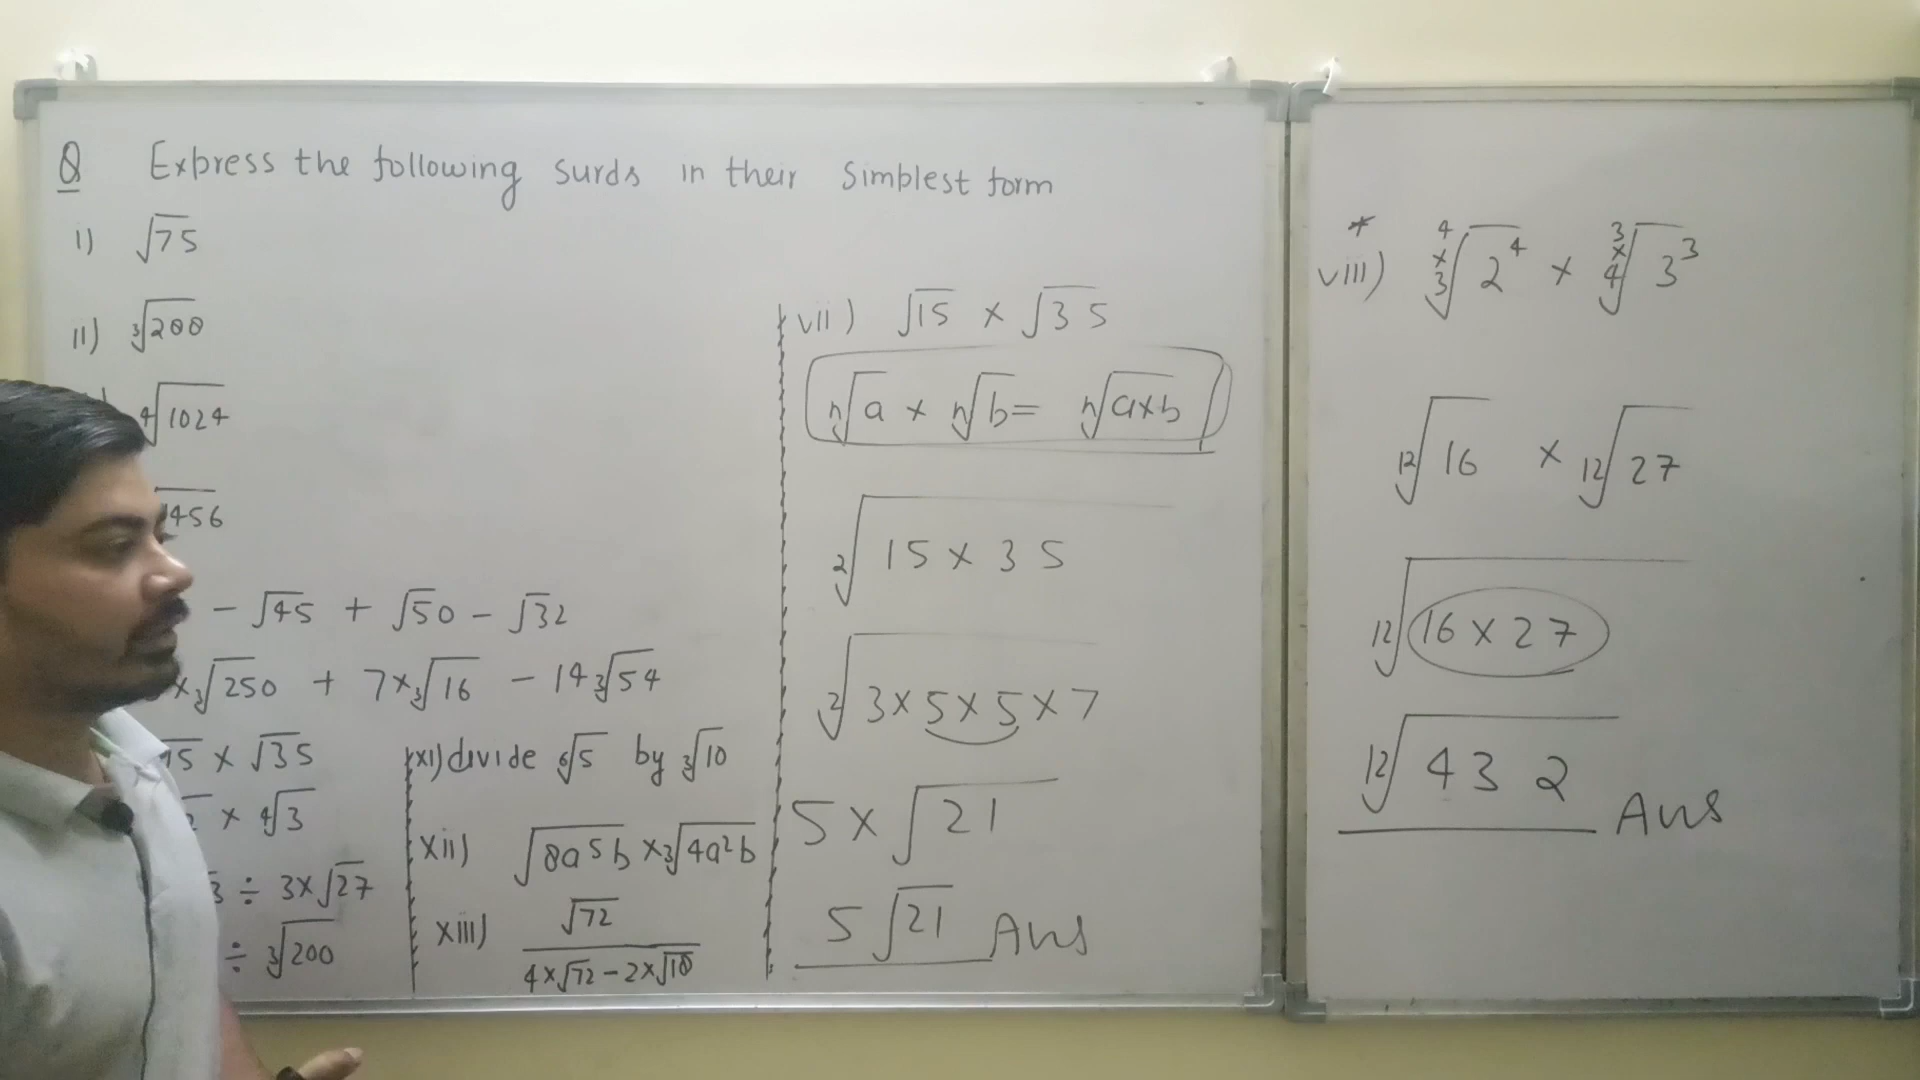 Q Express the following surds in their Simplest form
i) √75
ii) ³√200
⁴√1024
456
- √45 + √50 - √32
×³√250 + 7×³√16 - 14³√54
15 × √35
× ⁴√3
3 ÷ 3×√27
÷ ³√200
xi) divide ⁶√5 by ³√10
xii) √8a⁵b × ³√4a²b
xiii) √72
4×√72 - 2×√18
vii) √15 × √35
ⁿ√a × ⁿ√b = ⁿ√a×b
²√15 × 35
²√3 × 5 × 5 × 7
5 × √21
5√21 Ans
*
viii) ⁴ˣ³√2⁴ × ³ˣ⁴√3³
¹²√16 × ¹²√27
¹²√16 × 27
¹²√432 Ans